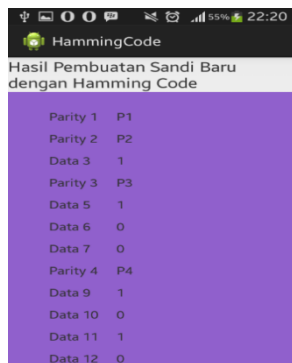 55% 22:20
HammingCode
Hasil Pembuatan Sandi Baru
dengan Hamming Code
Parity 1 P1
Parity 2 P2
Data 3 1
Parity 3 P3
Data 5 1
Data 6 0
Data 7 0
Parity 4 P4
Data 9 1
Data 10 0
Data 11 1
Data 12 0